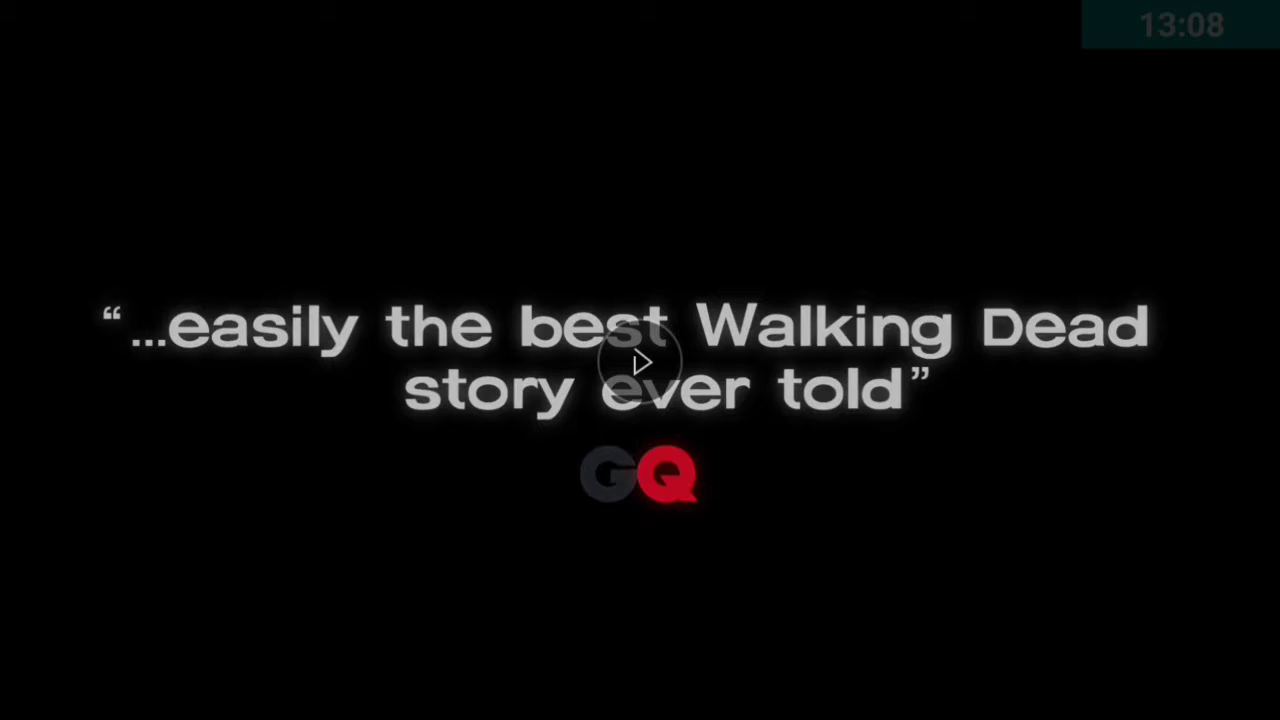 13:08
“...easily the best Walking Dead
story ever told”
GQ